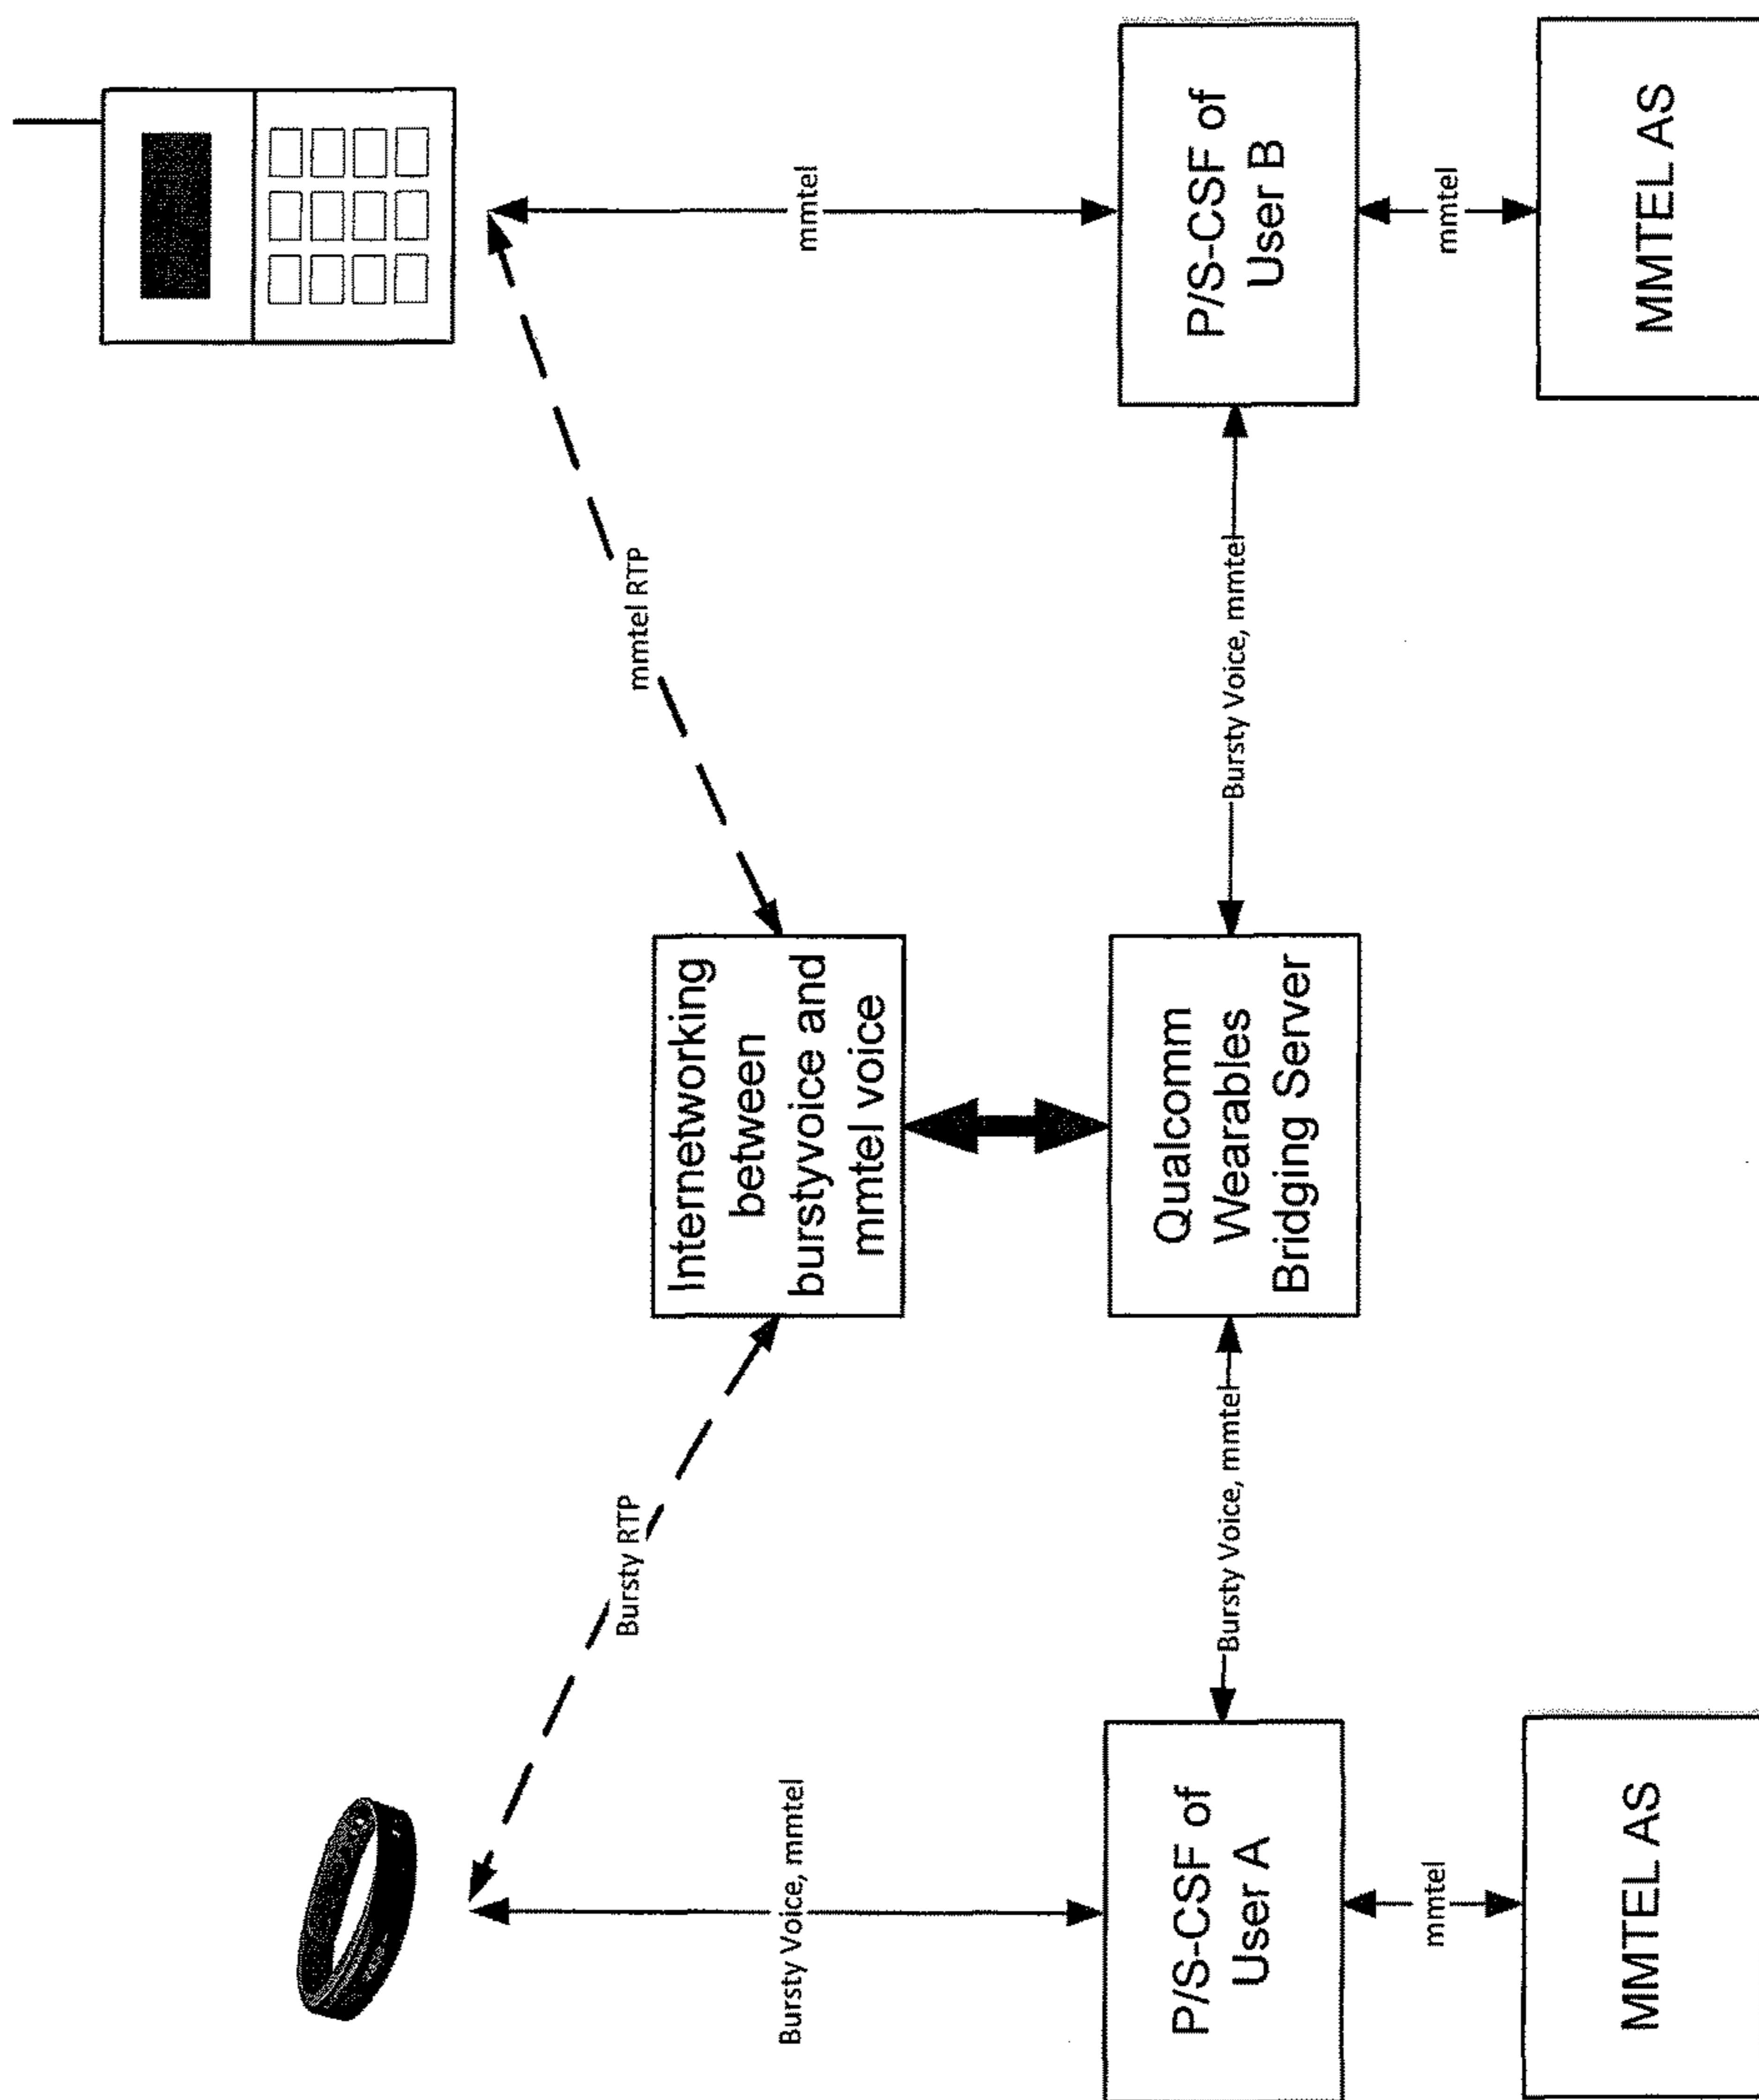 Bursty RTP
mmtel RTP
Internetworking
between
burstyvoice and
mmtel voice
Bursty Voice, mmtel
mmtel
P/S-CSF of
User A
Bursty Voice, mmtel
Qualcomm
Wearables
Bridging Server
Bursty Voice, mmtel
P/S-CSF of
User B
mmtel
mmtel
MMTEL AS
MMTEL AS